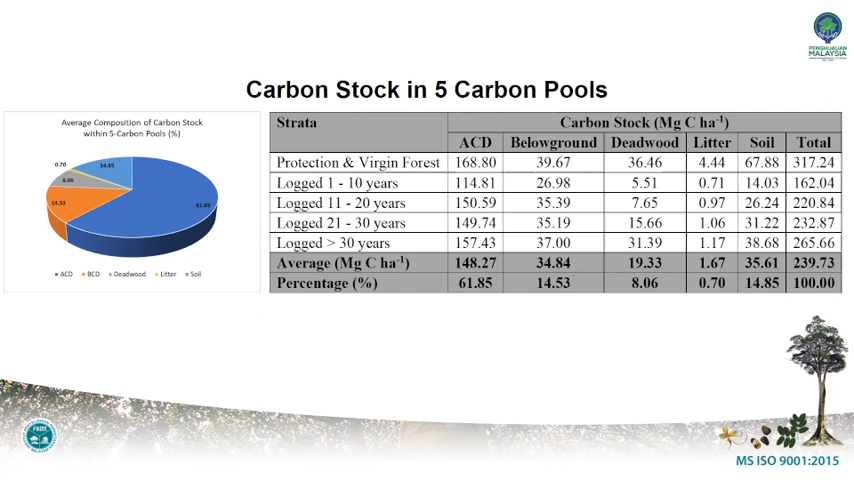 PENGHIJAUAN
MALAYSIA
Carbon Stock in 5 Carbon Pools
Average Composition of Carbon Stock
within 5-Carbon Pools (%)
0.70
14.85
8.06
14.53
61.85
ACD BCD Deadwood Litter Soil
Strata Carbon Stock (Mg C ha-1)
ACD Belowground Deadwood Litter Soil Total
Protection & Virgin Forest 168.80 39.67 36.46 4.44 67.88 317.24
Logged 1 - 10 years 114.81 26.98 5.51 0.71 14.03 162.04
Logged 11 - 20 years 150.59 35.39 7.65 0.97 26.24 220.84
Logged 21 - 30 years 149.74 35.19 15.66 1.06 31.22 232.87
Logged > 30 years 157.43 37.00 31.39 1.17 38.68 265.66
Average (Mg C ha-1) 148.27 34.84 19.33 1.67 35.61 239.73
Percentage (%) 61.85 14.53 8.06 0.70 14.85 100.00
FRIM
MS ISO 9001:2015